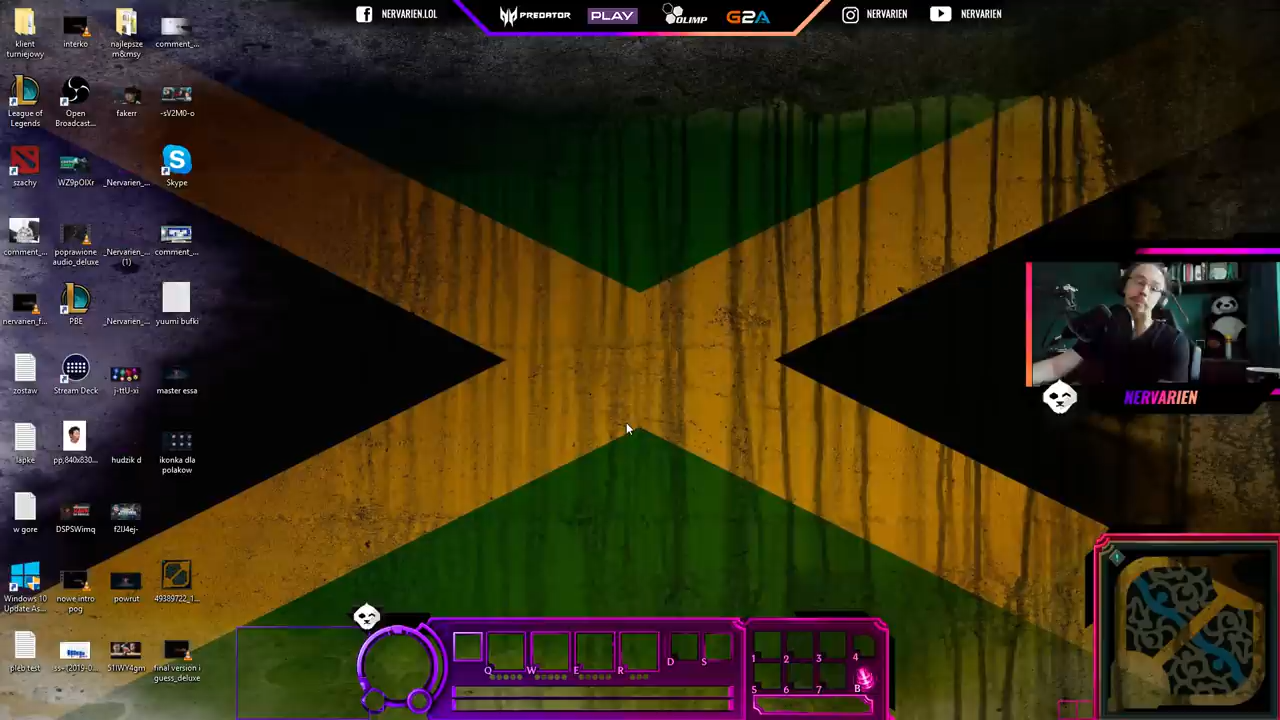 NERVARIEN.LOL
PREDATOR
PLAY
OLIMP
G2A
NERVARIEN
NERVARIEN
klient
turniejowy
interko
najlepsze
m&msy
comment_...
League of
Legends
Open
Broadcast...
fakerr
-sV2M0-o
szachy
WZ9pOIXr
_Nervarien_...
Skype
comment_...
poprawione
audio_deluxe
_Nervarien_...
(1)
comment_...
nervarien_f...
PBE
_Nervarien_...
yuumi bufki
zostaw
Stream Deck
j-ttU-xi
master essa
lapke
pp,840x830...
hudzik d
ikonka dla
polakow
w gore
DSPSWimq
f2U4ej-
Windows 10
Update As...
nowe intro
pog
powrut
49389722_1...
pleb test
ss+(2019-0...
51IWY4gm
final version i
guess_deluxe
NERVARIEN
Q
W
E
R
D
S
1
2
3
4
5
6
7
B